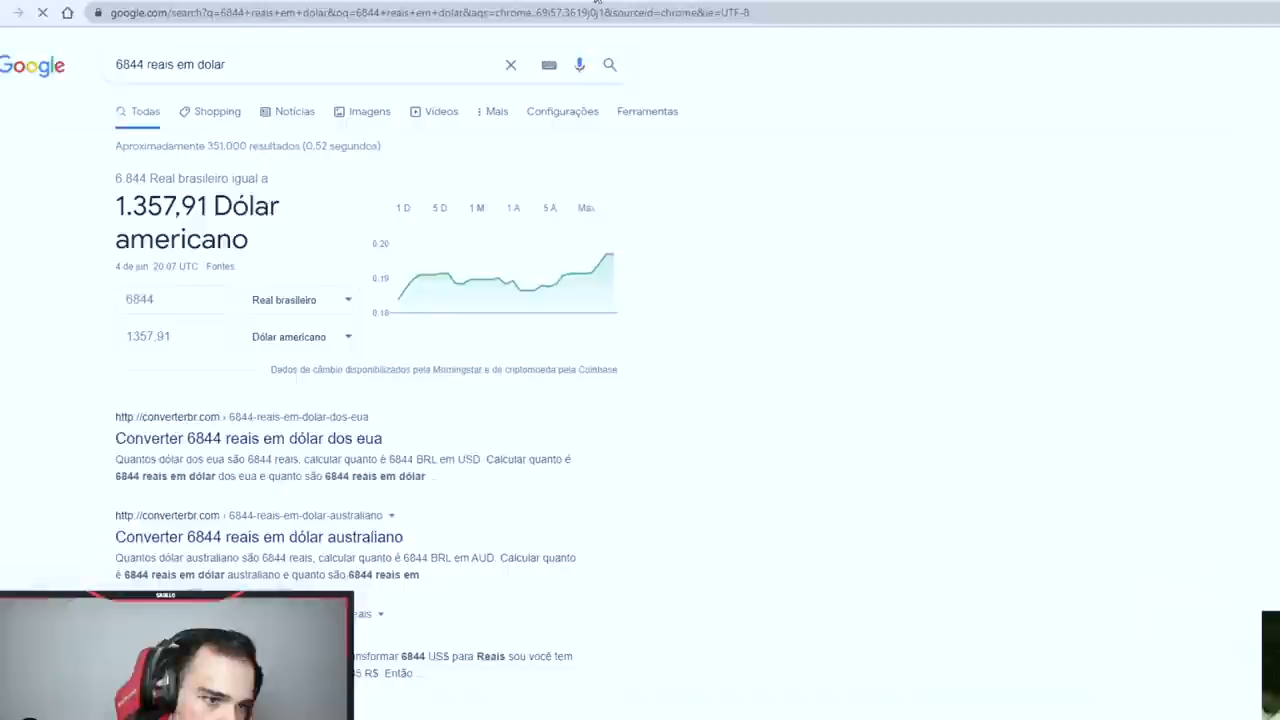 google.com/search?q=6844+reais+em+dolar&oq=6844+reais+em+dolar&aqs=chrome..69i57.3619j0j1&sourceid=chrome&ie=UTF-8
Google
6844 reais em dolar
Todas Shopping Notícias Imagens Vídeos Mais Configurações Ferramentas
Aproximadamente 351.000 resultados (0,52 segundos)
6.844 Real brasileiro igual a
1.357,91 Dólar
americano
4 de jun. 20:07 UTC Fontes
1 D 5 D 1 M 1 A 5 A Máx.
0.20
0.19
0.18
6844 Real brasileiro
1357,91 Dólar americano
Dados de câmbio disponibilizados pela Morningstar e de criptomoeda pela Coinbase
http://converterbr.com › 6844-reais-em-dolar-dos-eua
Converter 6844 reais em dólar dos eua
Quantos dólar dos eua são 6844 reais, calcular quanto é 6844 BRL em USD. Calcular quanto é
6844 reais em dólar dos eua e quanto são 6844 reais em dólar ...
http://converterbr.com › 6844-reais-em-dolar-australiano
Converter 6844 reais em dólar australiano
Quantos dólar australiano são 6844 reais, calcular quanto é 6844 BRL em AUD. Calcular quanto
é 6844 reais em dólar australiano e quanto são 6844 reais em
eais
nsformar 6844 US$ para Reais sou você tem
R$. Então ...